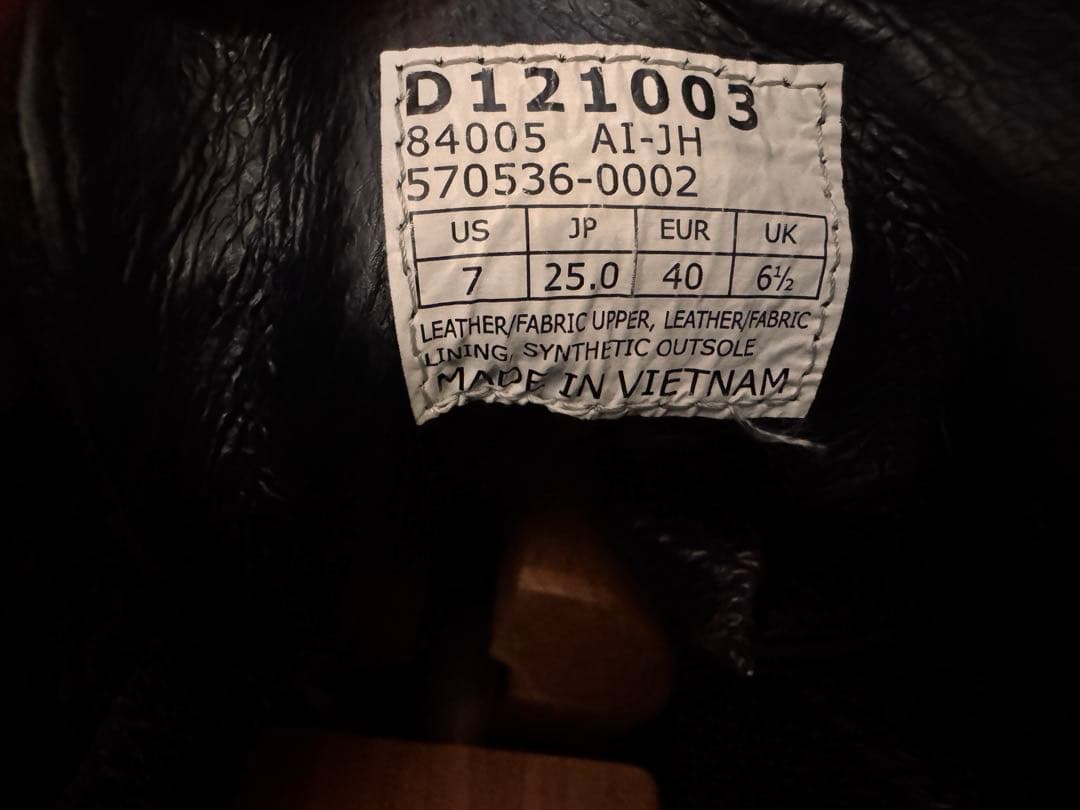 D121003
84005 AI-JH
570536-0002
US JP EUR UK
7 25.0 40 6½
LEATHER/FABRIC UPPER, LEATHER/FABRIC
LINING, SYNTHETIC OUTSOLE
MADE IN VIETNAM